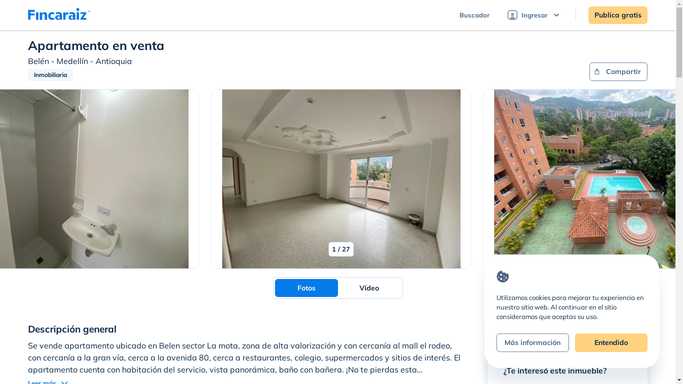 Fincaraiz
Buscador
Ingresar
Publica gratis
Apartamento en venta
Belén - Medellín - Antioquia
Inmobiliaria
Compartir
1 / 27
Fotos
Video
Utilizamos cookies para mejorar tu experiencia en
nuestro sitio web. Al continuar en el sitio
consideramos que aceptas su uso.
Más información
Entendido
Descripción general
Se vende apartamento ubicado en Belen sector La mota, zona de alta valorización y con cercanía al mall el rodeo,
con cercanía a la gran vía, cerca a la avenida 80, cerca a restaurantes, colegio, supermercados y sitios de interés. El
apartamento cuenta con habitación del servicio, vista panorámica, baño con bañera. ¡No te pierdas esta...
Leer más
¿Te interesó este inmueble?